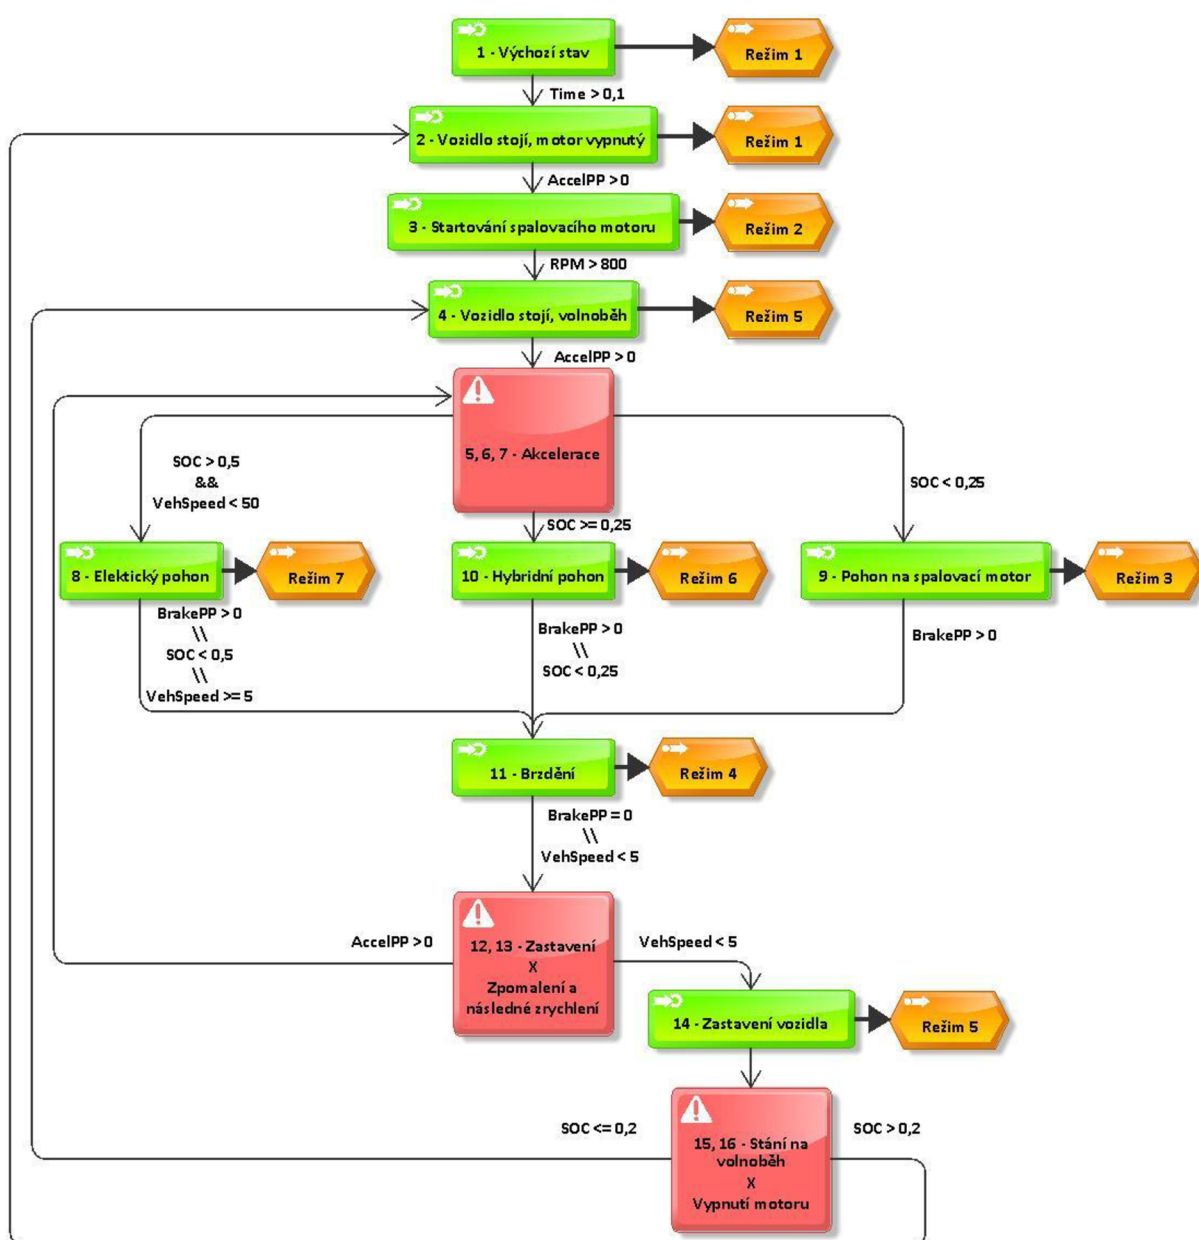 1 - Výchozí stav
Režim 1
Time > 0,1
2 - Vozidlo stojí, motor vypnutý
Režim 1
AccelPP > 0
3 - Startování spalovacího motoru
Režim 2
RPM > 800
4 - Vozidlo stojí, volnoběh
Režim 5
AccelPP > 0
5, 6, 7 - Akcelerace
SOC > 0,5
&&
VehSpeed < 50
SOC >= 0,25
SOC < 0,25
8 - Elektický pohon
Režim 7
10 - Hybridní pohon
Režim 6
9 - Pohon na spalovací motor
Režim 3
BrakePP > 0
\\
SOC < 0,5
\\
VehSpeed >= 5
BrakePP > 0
\\
SOC < 0,25
BrakePP > 0
11 - Brzdění
Režim 4
BrakePP = 0
\\
VehSpeed < 5
AccelPP > 0
12, 13 - Zastavení
X
Zpomalení a
následné zrychlení
VehSpeed < 5
14 - Zastavení vozidla
Režim 5
SOC <= 0,2
15, 16 - Stání na
volnoběh
X
Vypnutí motoru
SOC > 0,2